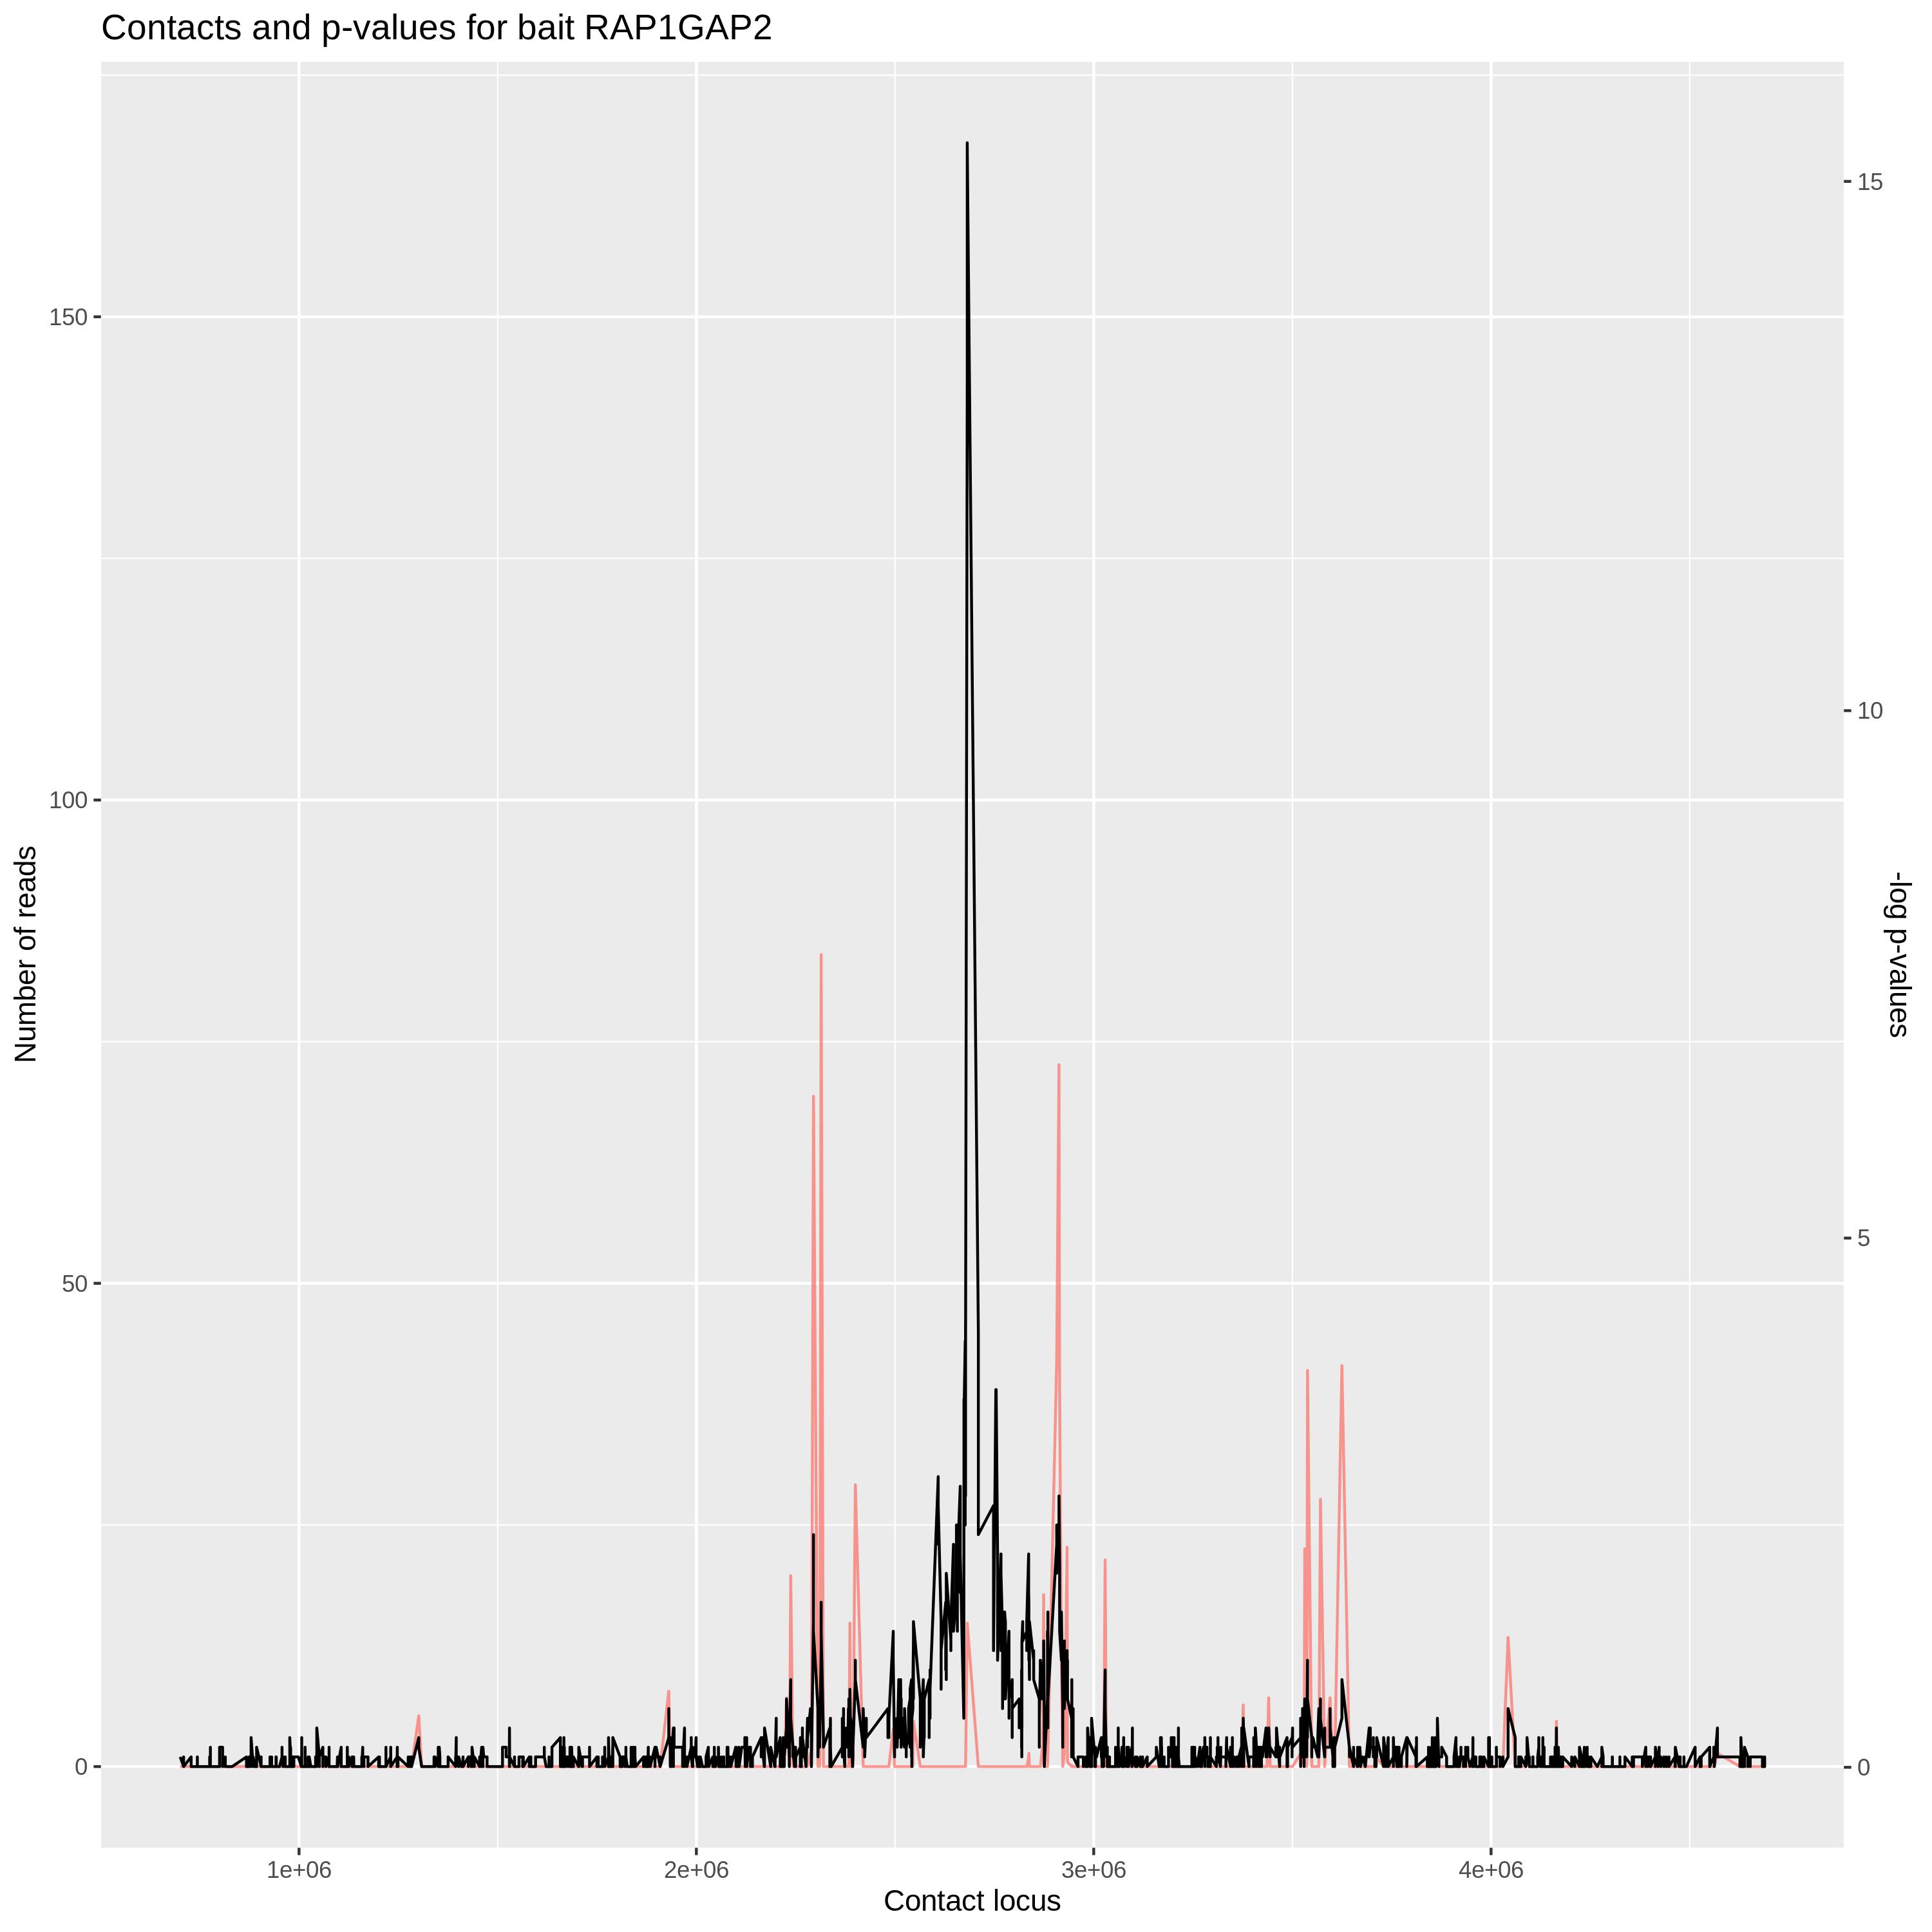 Contacts and p-values for bait RAP1GAP2
150
100
50
0
Number of reads
15
10
5
0
-log p-values
1e+06
2e+06
3e+06
4e+06
Contact locus